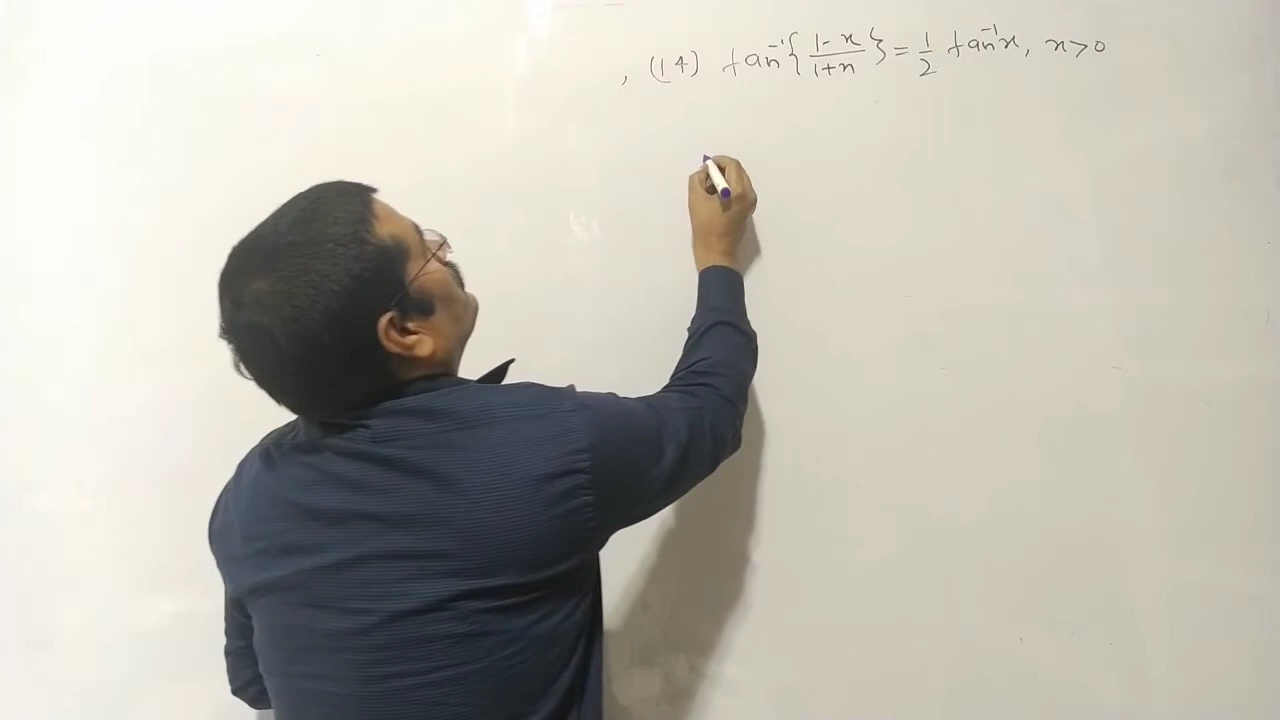 , (14) tan⁻¹{(1-x)/(1+x)} = 1/2 tan⁻¹x, x>0